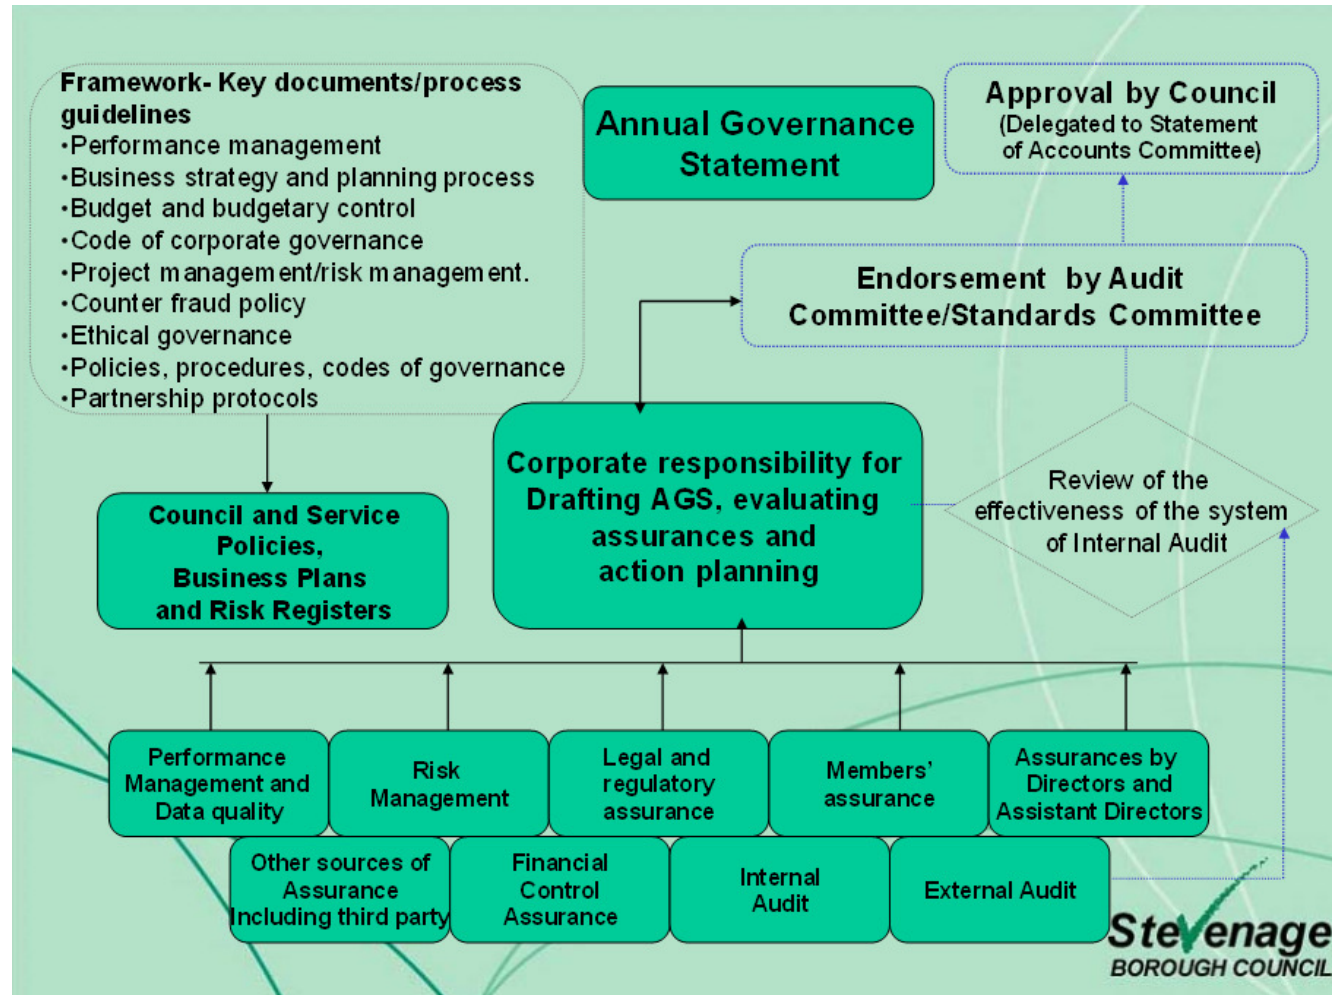 Framework- Key documents/process
guidelines
•Performance management
•Business strategy and planning process
•Budget and budgetary control
•Code of corporate governance
•Project management/risk management.
•Counter fraud policy
•Ethical governance
•Policies, procedures, codes of governance
•Partnership protocols
Annual Governance
Statement
Approval by Council
(Delegated to Statement
of Accounts Committee)
Endorsement by Audit
Committee/Standards Committee
Corporate responsibility for
Drafting AGS, evaluating
assurances and
action planning
Review of the
effectiveness of the system
of Internal Audit
Council and Service
Policies,
Business Plans
and Risk Registers
Performance
Management and
Data quality
Risk
Management
Legal and
regulatory
assurance
Members’
assurance
Assurances by
Directors and
Assistant Directors
Other sources of
Assurance
Including third party
Financial
Control
Assurance
Internal
Audit
External Audit
Stevenage
BOROUGH COUNCIL